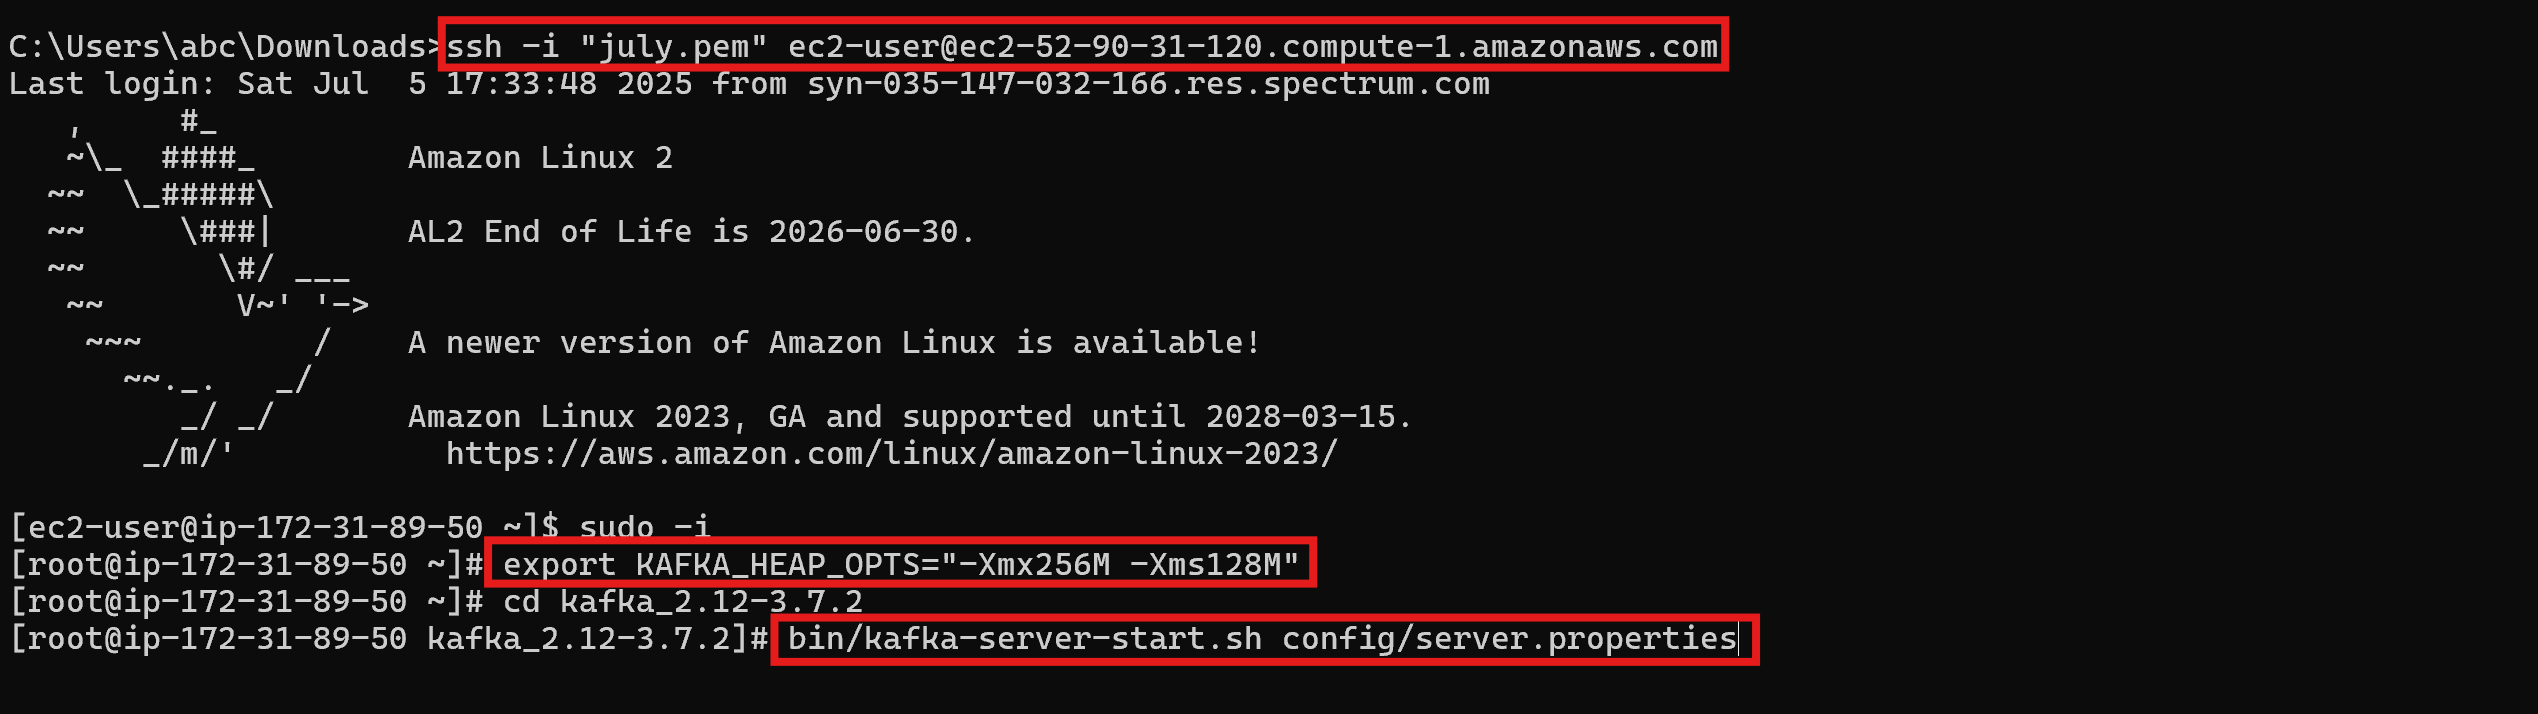 C:\Users\abc\Downloads>ssh -i "july.pem" ec2-user@ec2-52-90-31-120.compute-1.amazonaws.com
Last login: Sat Jul  5 17:33:48 2025 from syn-035-147-032-166.res.spectrum.com
   ,     #_
   ~\_  ####_        Amazon Linux 2
  ~~  \_#####\
  ~~     \###|       AL2 End of Life is 2026-06-30.
  ~~       \#/ ___
   ~~       V~' '->
    ~~~         /    A newer version of Amazon Linux is available!
      ~~._.   _/
         _/ _/       Amazon Linux 2023, GA and supported until 2028-03-15.
       _/m/'           https://aws.amazon.com/linux/amazon-linux-2023/
[ec2-user@ip-172-31-89-50 ~]$ sudo -i
[root@ip-172-31-89-50 ~]# export KAFKA_HEAP_OPTS="-Xmx256M -Xms128M"
[root@ip-172-31-89-50 ~]# cd kafka_2.12-3.7.2
[root@ip-172-31-89-50 kafka_2.12-3.7.2]# bin/kafka-server-start.sh config/server.properties